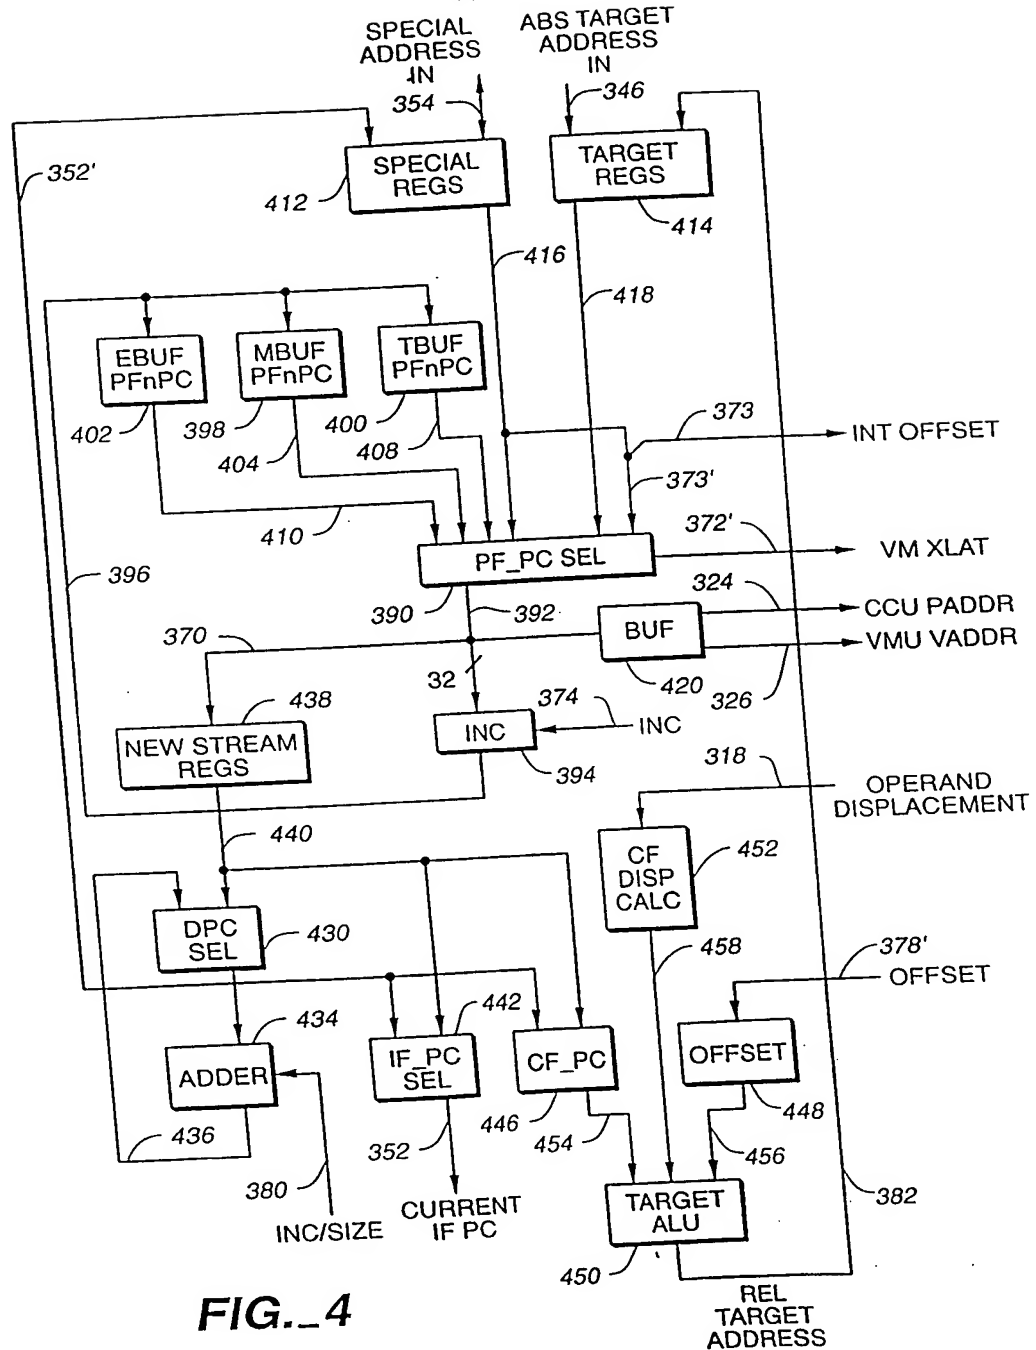 SPECIAL
ADDRESS
IN
ABS TARGET
ADDRESS
IN
354
346
352'
SPECIAL
REGS
TARGET
REGS
412
414
416
418
EBUF
PFnPC
MBUF
PFnPC
TBUF
PFnPC
402
398
400
404
408
373
INT OFFSET
373'
410
372'
PF_PC SEL
VM XLAT
396
390
392
324
CCU PADDR
370
BUF
VMU VADDR
32
420
326
438
374
NEW STREAM
REGS
INC
INC
394
318
OPERAND
DISPLACEMENT
440
CF
DISP
CALC
452
DPC
SEL
430
458
378'
OFFSET
434
442
ADDER
IF_PC
SEL
CF_PC
OFFSET
436
446
448
352
454
456
380
382
INC/SIZE
CURRENT
IF PC
TARGET
ALU
450
REL
TARGET
ADDRESS
FIG._4